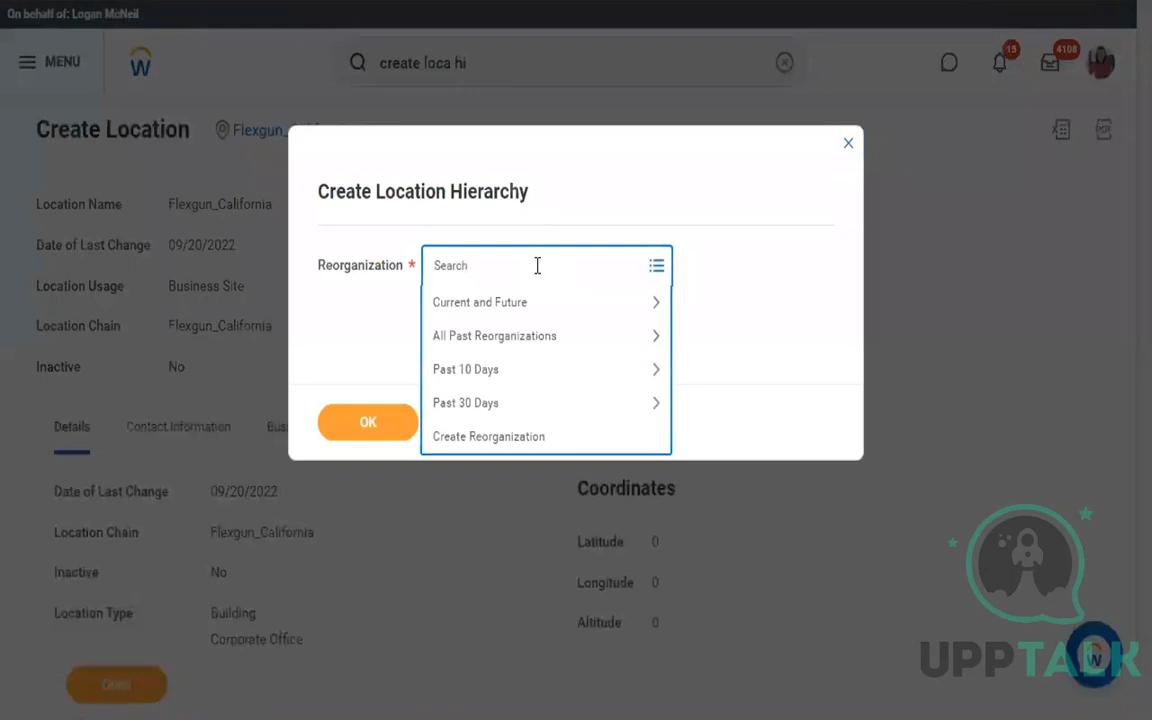 On behalf of: Logan McNeil
MENU
create loca hi
15
4108
Create Location
Flexgun_
Location Name
Flexgun_California
Date of Last Change
09/20/2022
Location Usage
Business Site
Location Chain
Flexgun_California
Inactive
No
Create Location Hierarchy
Reorganization *
Search
Current and Future
All Past Reorganizations
Past 10 Days
Past 30 Days
Create Reorganization
OK
Details
Contact Information
Date of Last Change
09/20/2022
Location Chain
Flexgun_California
Inactive
No
Location Type
Building
Corporate Office
Coordinates
Latitude
0
Longitude
0
Altitude
0
UPPTALK